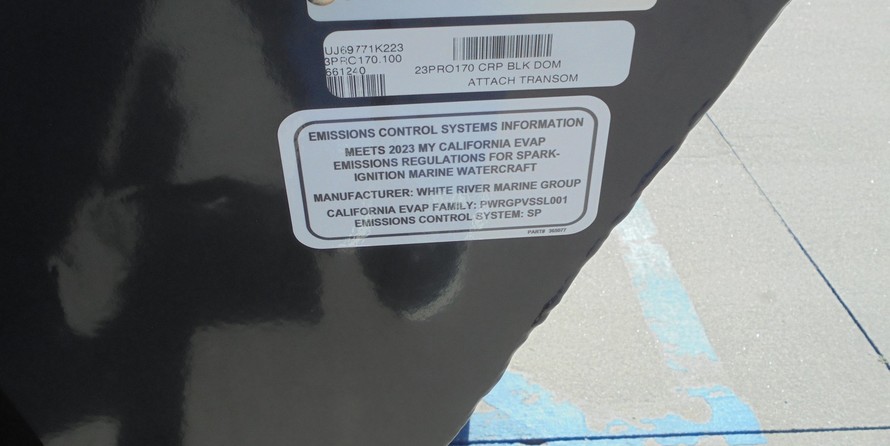 UJ69771K223
3PRC170.100
661240
23PRO170 CRP BLK DOM
ATTACH TRANSOM
EMISSIONS CONTROL SYSTEMS INFORMATION
MEETS 2023 MY CALIFORNIA EVAP
EMISSIONS REGULATIONS FOR SPARK-
IGNITION MARINE WATERCRAFT
MANUFACTURER: WHITE RIVER MARINE GROUP
CALIFORNIA EVAP FAMILY: PWRGPVSSL001
EMISSIONS CONTROL SYSTEM: SP
PART#